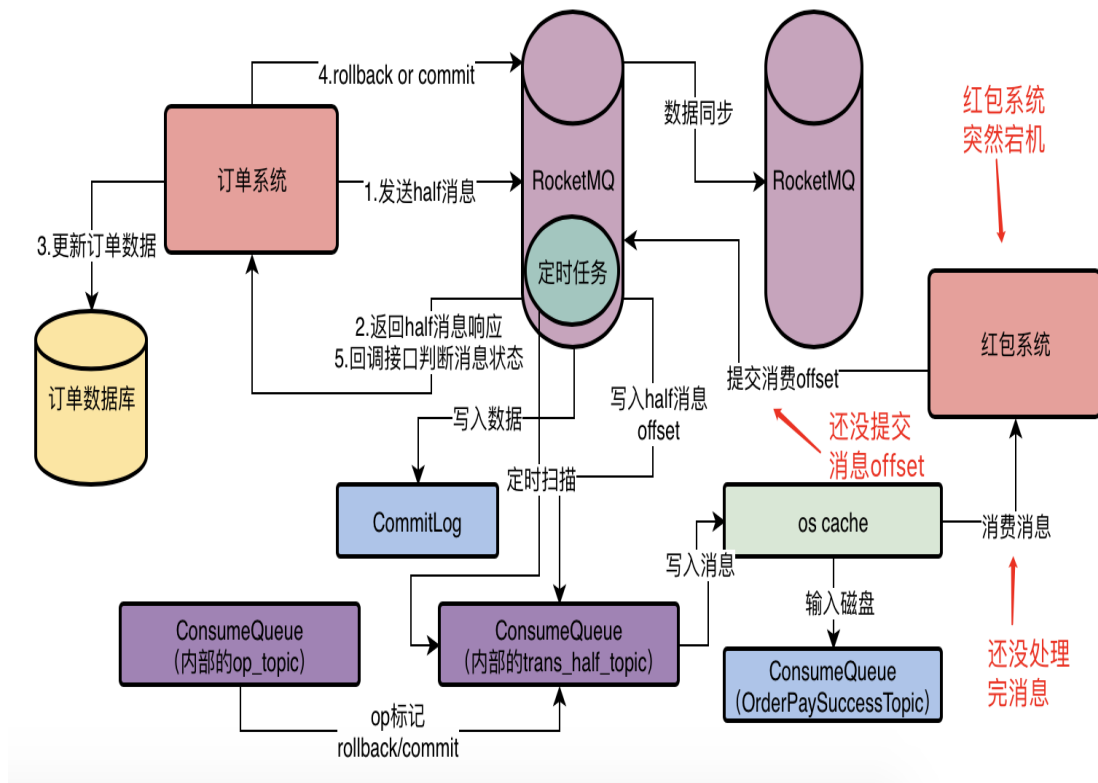 4.rollback or commit
数据同步
红包系统
突然宕机
订单系统
1.发送half消息
RocketMQ
RocketMQ
3.更新订单数据
定时任务
2.返回half消息响应
5.回调接口判断消息状态
红包系统
提交消费offset
订单数据库
写入数据
写入half消息
offset
还没提交
消息offset
定时扫描
CommitLog
os cache
消费消息
写入消息
输入磁盘
ConsumeQueue
（内部的op_topic）
ConsumeQueue
（内部的trans_half_topic）
还没处理
完消息
ConsumeQueue
（OrderPaySuccessTopic）
op标记
rollback/commit